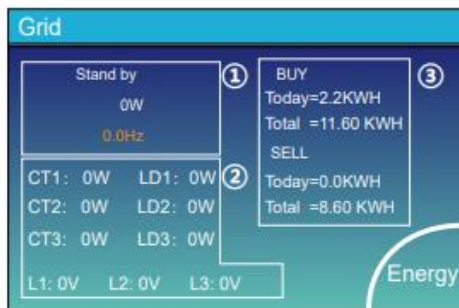 Grid
Stand by
①
0W
0.0Hz
CT1: 0W LD1: 0W
②
CT2: 0W LD2: 0W
CT3: 0W LD3: 0W
L1: 0V L2: 0V L3: 0V
BUY
③
Today=2.2KWH
Total =11.60 KWH
SELL
Today=0.0KWH
Total =8.60 KWH
Energy